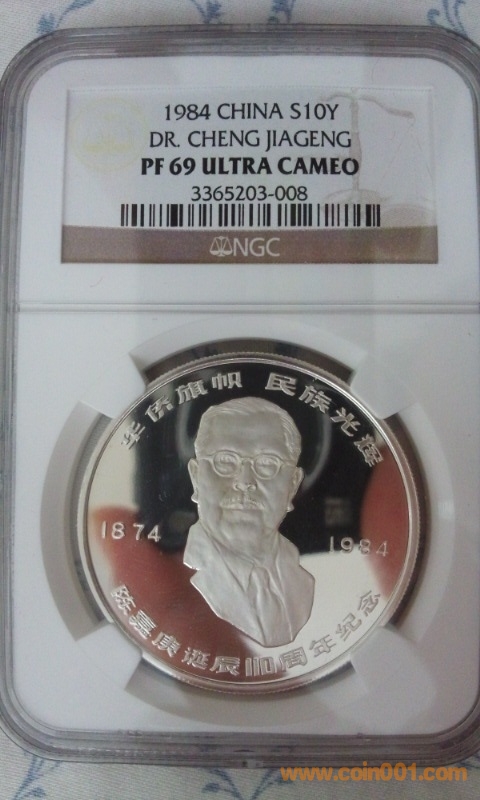 1984 CHINA S10Y
DR. CHENG JIAGENG
PF 69 ULTRA CAMEO
3365203-008
NGC
华侨旗帜 民族光辉
1874 1984
陈嘉庚诞辰110周年纪念
www.coin001.com